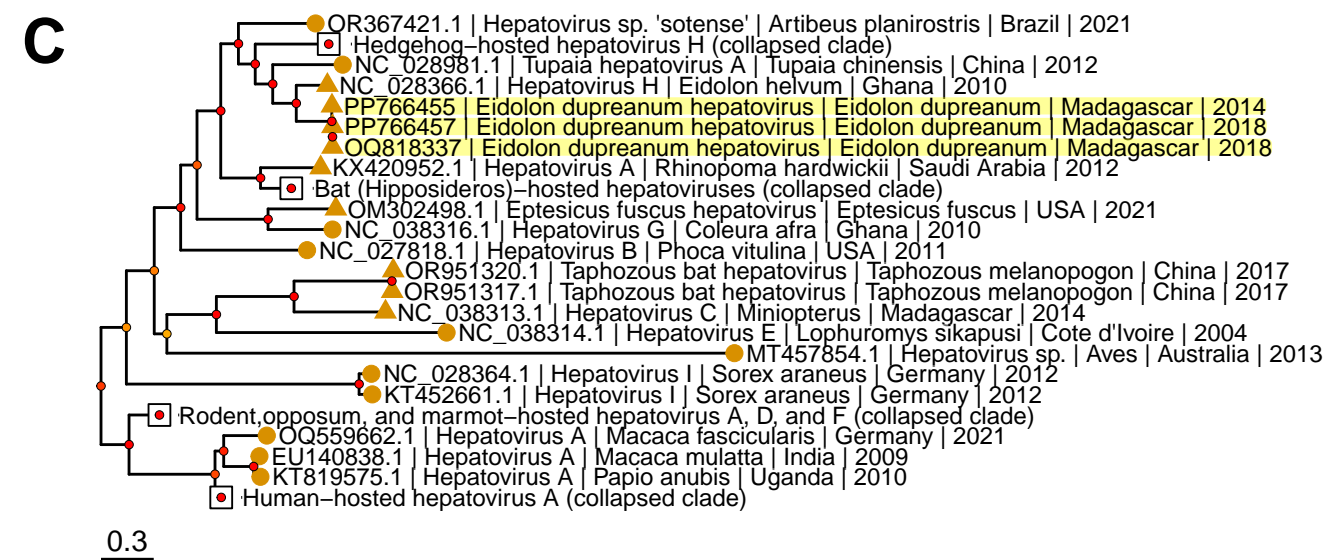 C
OR367421.1 | Hepatovirus sp. 'sotense' | Artibeus planirostris | Brazil | 2021
Hedgehog−hosted hepatovirus H (collapsed clade)
NC_028981.1 | Tupaia hepatovirus A | Tupaia chinensis | China | 2012
NC_028366.1 | Hepatovirus H | Eidolon helvum | Ghana | 2010
PP766455 | Eidolon dupreanum hepatovirus | Eidolon dupreanum | Madagascar | 2014
PP766457 | Eidolon dupreanum hepatovirus | Eidolon dupreanum | Madagascar | 2018
OQ818337 | Eidolon dupreanum hepatovirus | Eidolon dupreanum | Madagascar | 2018
KX420952.1 | Hepatovirus A | Rhinopoma hardwickii | Saudi Arabia | 2012
Bat (Hipposideros)−hosted hepatoviruses (collapsed clade)
OM302498.1 | Eptesicus fuscus hepatovirus | Eptesicus fuscus | USA | 2021
NC_038316.1 | Hepatovirus G | Coleura afra | Ghana | 2010
NC_027818.1 | Hepatovirus B | Phoca vitulina | USA | 2011
OR951320.1 | Taphozous bat hepatovirus | Taphozous melanopogon | China | 2017
OR951317.1 | Taphozous bat hepatovirus | Taphozous melanopogon | China | 2017
NC_038313.1 | Hepatovirus C | Miniopterus | Madagascar | 2014
NC_038314.1 | Hepatovirus E | Lophuromys sikapusi | Cote d'Ivoire | 2004
MT457854.1 | Hepatovirus sp. | Aves | Australia | 2013
NC_028364.1 | Hepatovirus I | Sorex araneus | Germany | 2012
KT452661.1 | Hepatovirus I | Sorex araneus | Germany | 2012
Rodent,opposum, and marmot−hosted hepatovirus A, D, and F (collapsed clade)
OQ559662.1 | Hepatovirus A | Macaca fascicularis | Germany | 2021
EU140838.1 | Hepatovirus A | Macaca mulatta | India | 2009
KT819575.1 | Hepatovirus A | Papio anubis | Uganda | 2010
Human−hosted hepatovirus A (collapsed clade)
0.3